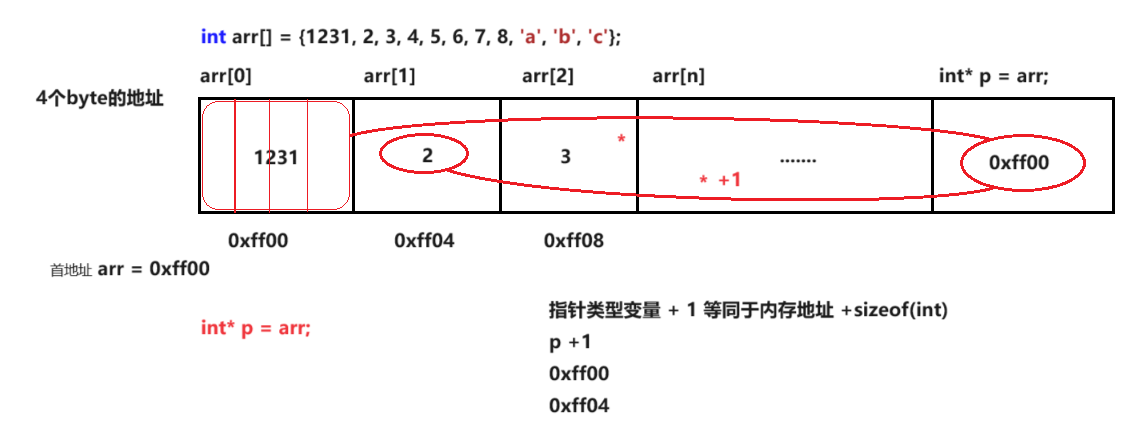 int arr[] = {1231, 2, 3, 4, 5, 6, 7, 8, 'a', 'b', 'c'};
arr[0] arr[1] arr[2] arr[n] int* p = arr;
4个byte的地址
1231 2 3 * ....... 0xff00
* +1
0xff00 0xff04 0xff08
首地址 arr = 0xff00
int* p = arr;
指针类型变量 + 1 等同于内存地址 +sizeof(int)
p +1
0xff00
0xff04